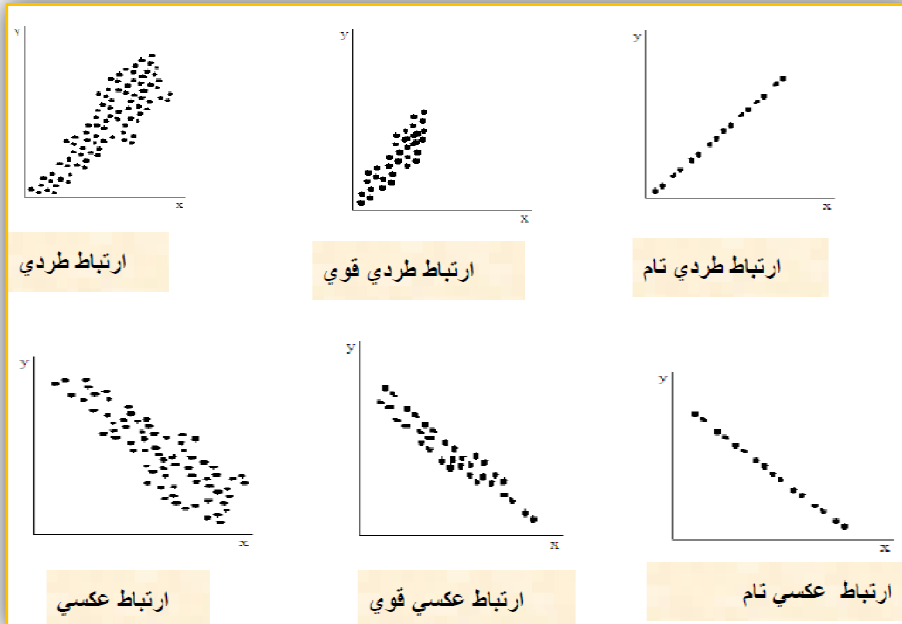 y
y
y
x
x
x
ارتباط طردي تام
ارتباط طردي قوي
ارتباط طردي
y
y
y
x
x
x
ارتباط عكسي تام
ارتباط عكسي قوي
ارتباط عكسي